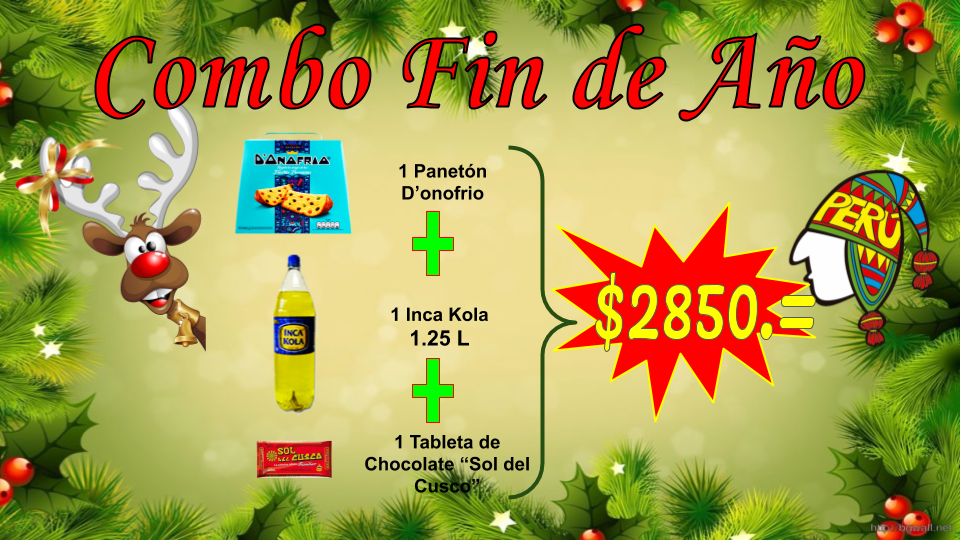 Combo Fin de Año
D'ONOFRIO
1 Panetón
D’onofrio
PERÚ
$2850.=
1 Inca Kola
1.25 L
INCA
KOLA
1 Tableta de
Chocolate “Sol del
Cusco”
SOL
DEL CUSCO